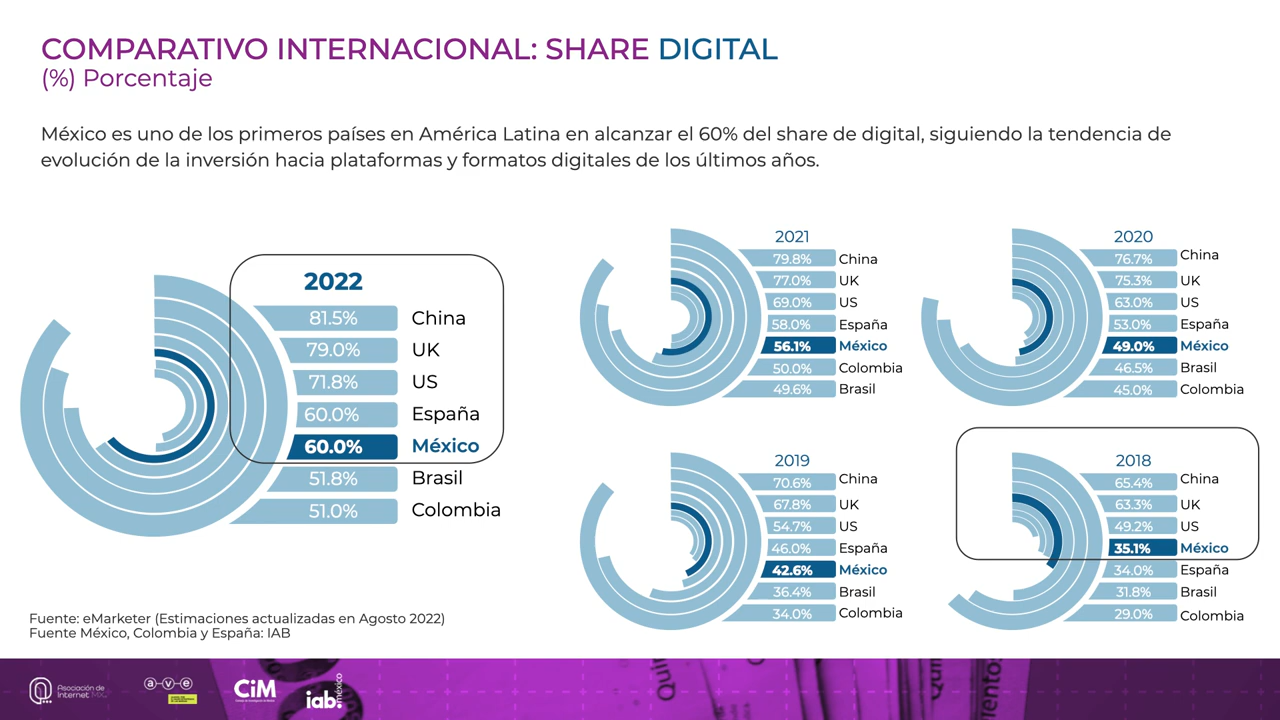 COMPARATIVO INTERNACIONAL: SHARE DIGITAL
(%) Porcentaje
México es uno de los primeros países en América Latina en alcanzar el 60% del share de digital, siguiendo la tendencia de
evolución de la inversión hacia plataformas y formatos digitales de los últimos años.
2022
81.5% China
79.0% UK
71.8% US
60.0% España
60.0% México
51.8% Brasil
51.0% Colombia
2021
79.8% China
77.0% UK
69.0% US
58.0% España
56.1% México
50.0% Colombia
49.6% Brasil
2020
76.7% China
75.3% UK
63.0% US
53.0% España
49.0% México
46.5% Brasil
45.0% Colombia
2019
70.6% China
67.8% UK
54.7% US
46.0% España
42.6% México
36.4% Brasil
34.0% Colombia
2018
65.4% China
63.3% UK
49.2% US
35.1% México
34.0% España
31.8% Brasil
29.0% Colombia
Fuente: eMarketer (Estimaciones actualizadas en Agosto 2022)
Fuente México, Colombia y España: IAB
Asociación de
Internet MX
a v e
CiM
iab. méxico